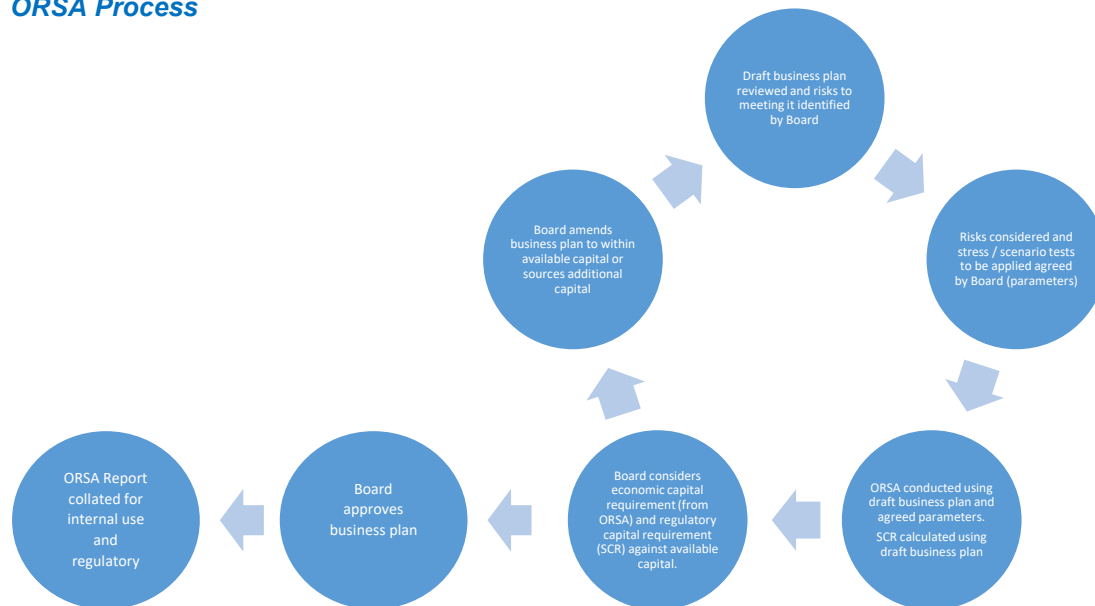 ORSA Process
Draft business plan
reviewed and risks to
meeting it identified
by Board
Risks considered and
stress / scenario tests
to be applied agreed
by Board (parameters)
ORSA conducted using
draft business plan and
agreed parameters.
SCR calculated using
draft business plan
Board considers
economic capital
requirement (from
ORSA) and regulatory
capital requirement
(SCR) against available
capital.
Board amends
business plan to within
available capital or
sources additional
capital
Board
approves
business plan
ORSA Report
collated for
internal use
and
regulatory